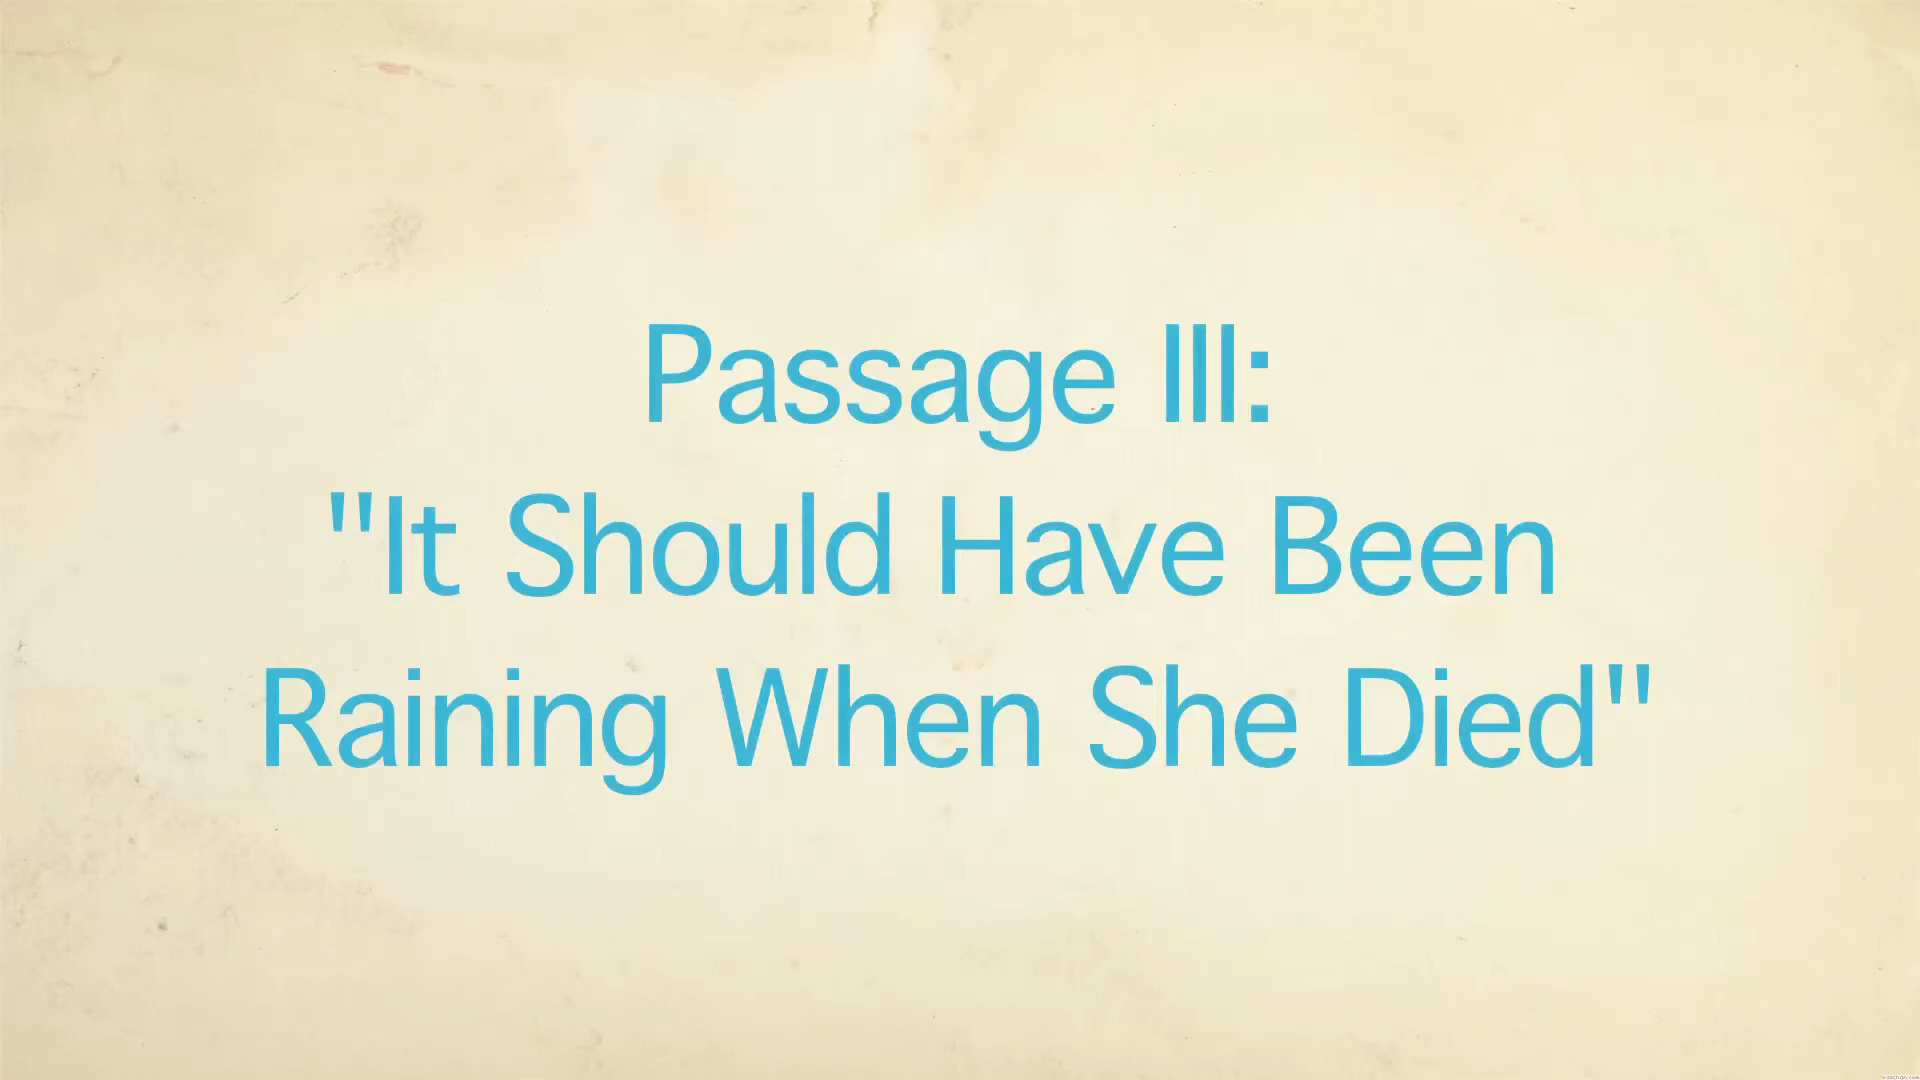 Passage III:
"It Should Have Been
Raining When She Died"